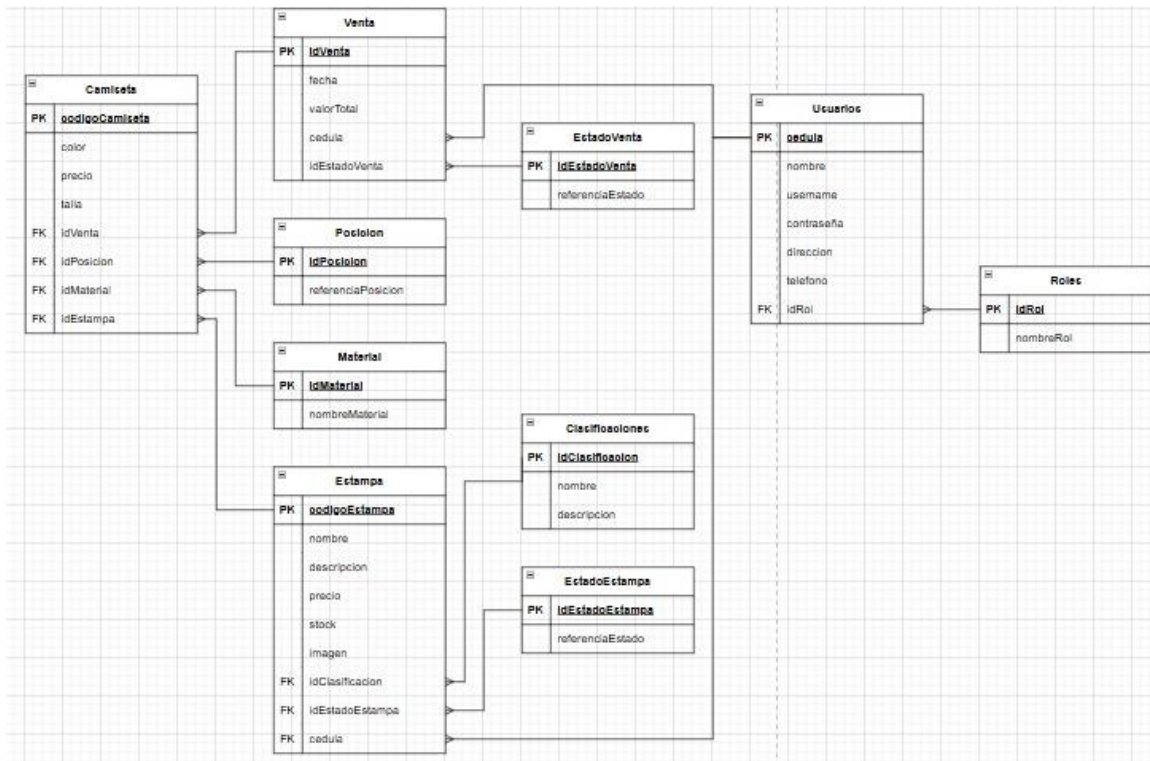 Venta
PK idVenta
fecha
valorTotal
cedula
idEstadoVenta
Camiseta
PK codigoCamiseta
color
precio
talla
FK idVenta
FK idPosicion
FK idMaterial
FK idEstampa
EstadoVenta
PK idEstadoVenta
referenciaEstado
Usuarios
PK cedula
nombre
username
contraseña
direccion
telefono
FK idRol
Roles
PK idRol
nombreRol
Posicion
PK idPosicion
referenciaPosicion
Material
PK idMaterial
nombreMaterial
Estampa
PK codigoEstampa
nombre
descripcion
precio
stock
imagen
FK idClasificacion
FK idEstadoEstampa
FK cedula
Clasificaciones
PK idClasificacion
nombre
descripcion
EstadoEstampa
PK idEstadoEstampa
referenciaEstado